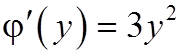 φ′(y) = 3y²